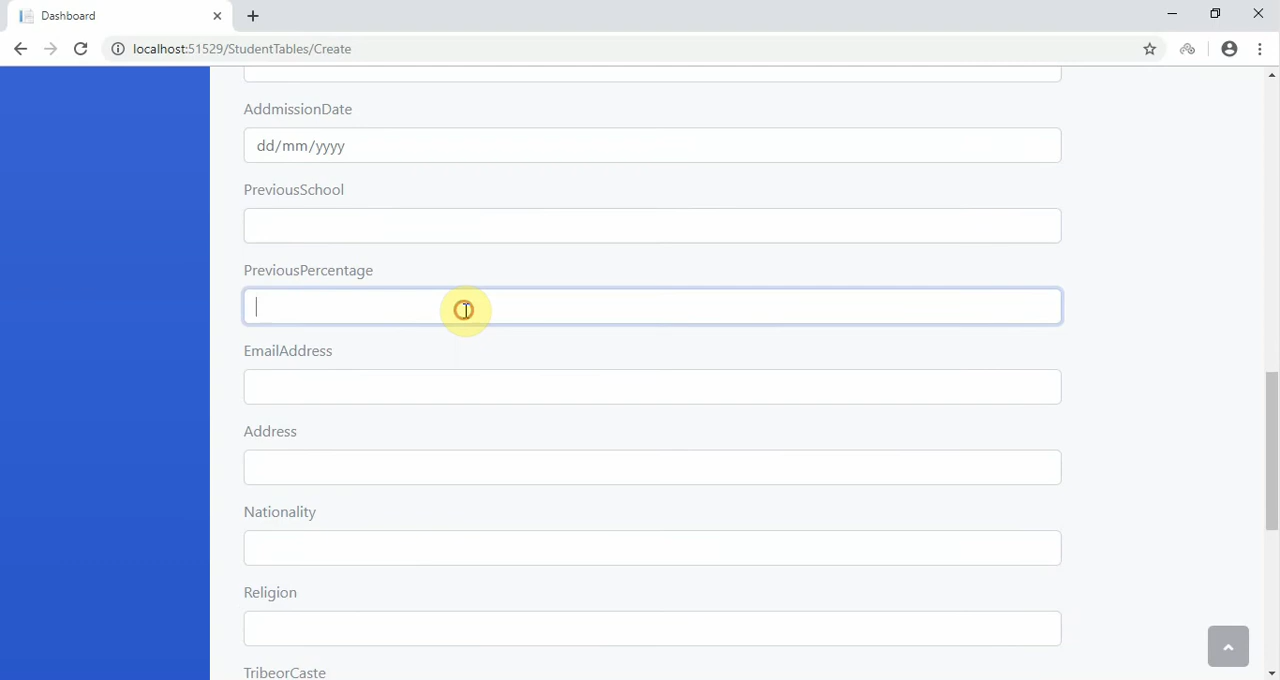 Dashboard
localhost:51529/StudentTables/Create
AddmissionDate
dd/mm/yyyy
PreviousSchool
PreviousPercentage
EmailAddress
Address
Nationality
Religion
TribeorCaste